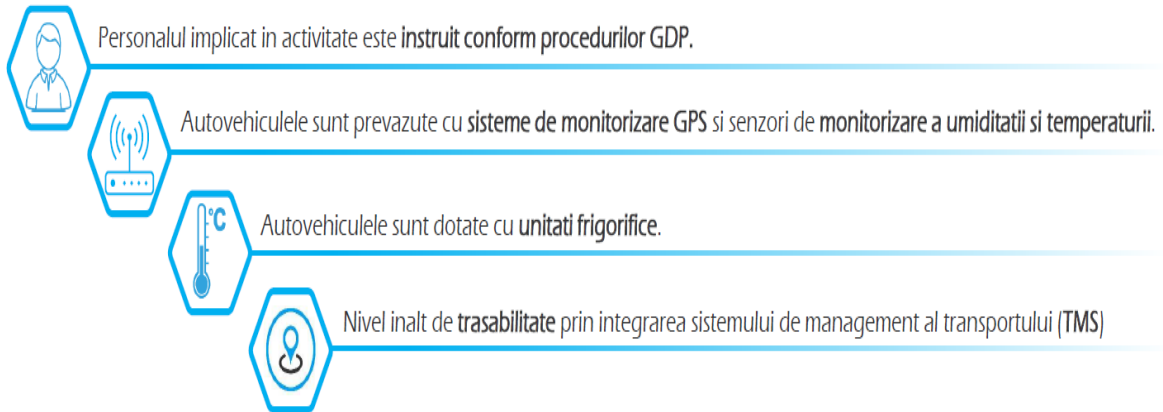 Personalul implicat in activitate este instruit conform procedurilor GDP.
Autovehiculele sunt prevazute cu sisteme de monitorizare GPS si senzori de monitorizare a umiditatii si temperaturii.
°C
Autovehiculele sunt dotate cu unitati frigorifice.
Nivel inalt de trasabilitate prin integrarea sistemului de management al transportului (TMS)